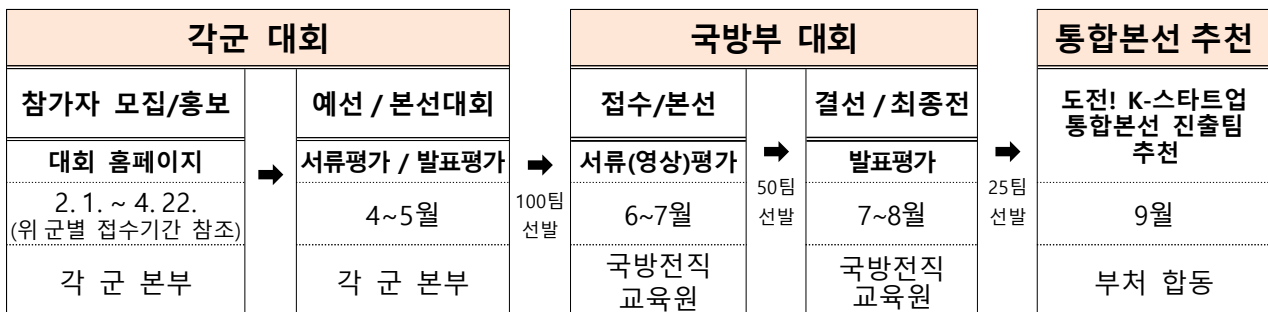 각군 대회
참가자 모집/홍보
대회 홈페이지
2. 1. ~ 4. 22.
(위 군별 접수기간 참조)
각 군 본부
➡
예선 / 본선대회
서류평가 / 발표평가
4~5월
각 군 본부
➡
100팀
선발
국방부 대회
접수/본선
서류(영상)평가
6~7월
국방전직
교육원
➡
50팀
선발
결선 / 최종전
발표평가
7~8월
국방전직
교육원
➡
25팀
선발
통합본선 추천
도전! K-스타트업
통합본선 진출팀
추천
9월
부처 합동